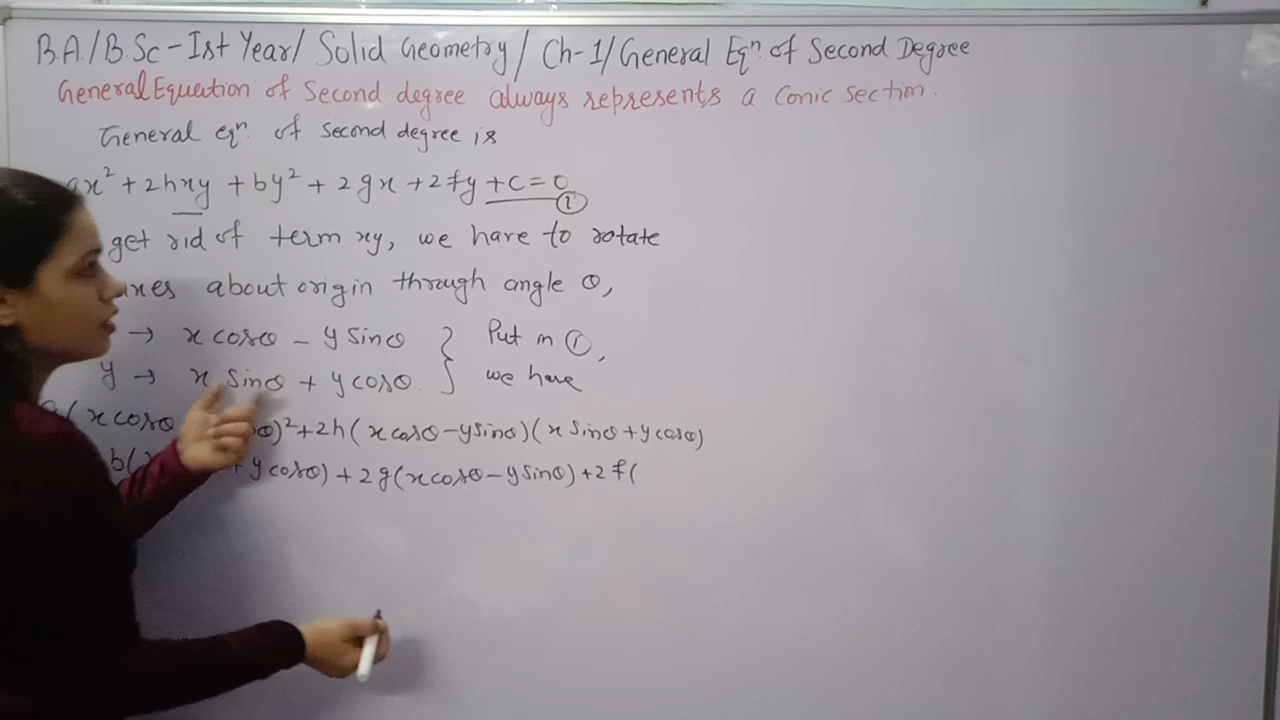 B.A./B.Sc-Ist Year/ Solid Geometry/ Ch-1/General Eqⁿ. of Second Degree
General Equation of Second degree always represents a Conic section.
General eqⁿ. of second degree is
ax² + 2hxy + by² + 2gx + 2fy + c = 0 ①
get rid of term xy, we have to rotate
axes about origin through angle θ,
→ x cosθ - y sinθ } Put in ①,
y → x sinθ + y cosθ. } we have
a(x cosθ θ)² + 2h(x cosθ - y sinθ)(x sinθ + y cosθ)
b( + y cosθ) + 2g(x cosθ - y sinθ) + 2f(